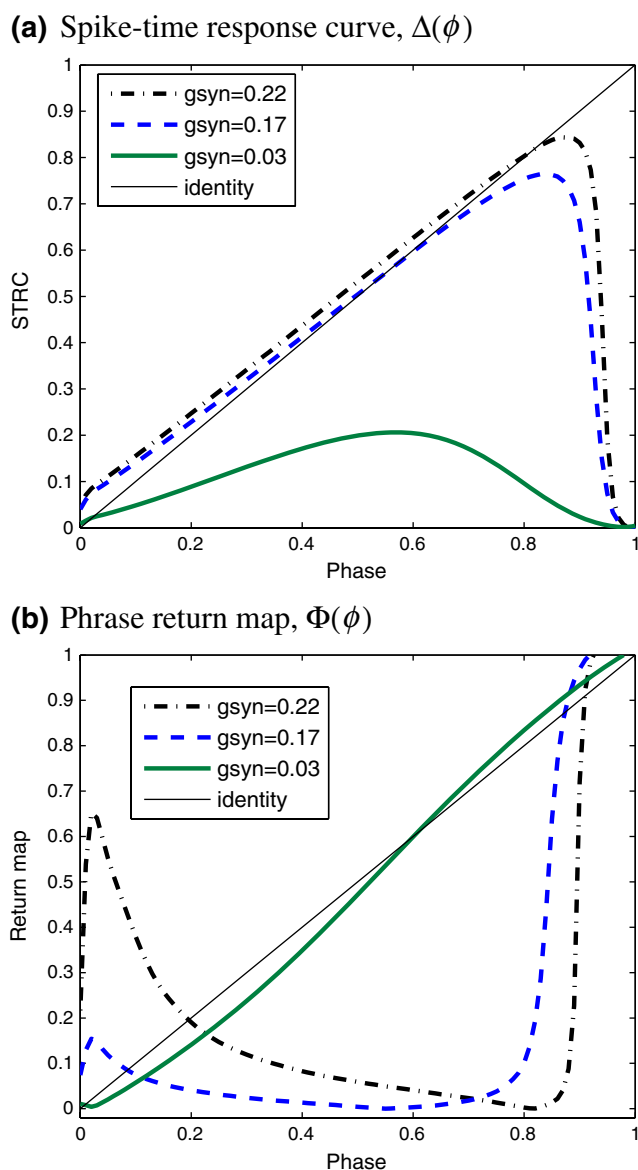 (a) Spike-time response curve, Δ(ϕ)
1
0.9
0.8
0.7
0.6
0.5
0.4
0.3
0.2
0.1
0
STRC
gsyn=0.22
gsyn=0.17
gsyn=0.03
identity
0 0.2 0.4 0.6 0.8 1
Phase
(b) Phrase return map, Φ(ϕ)
1
0.9
0.8
0.7
0.6
0.5
0.4
0.3
0.2
0.1
0
Return map
gsyn=0.22
gsyn=0.17
gsyn=0.03
identity
0 0.2 0.4 0.6 0.8 1
Phase